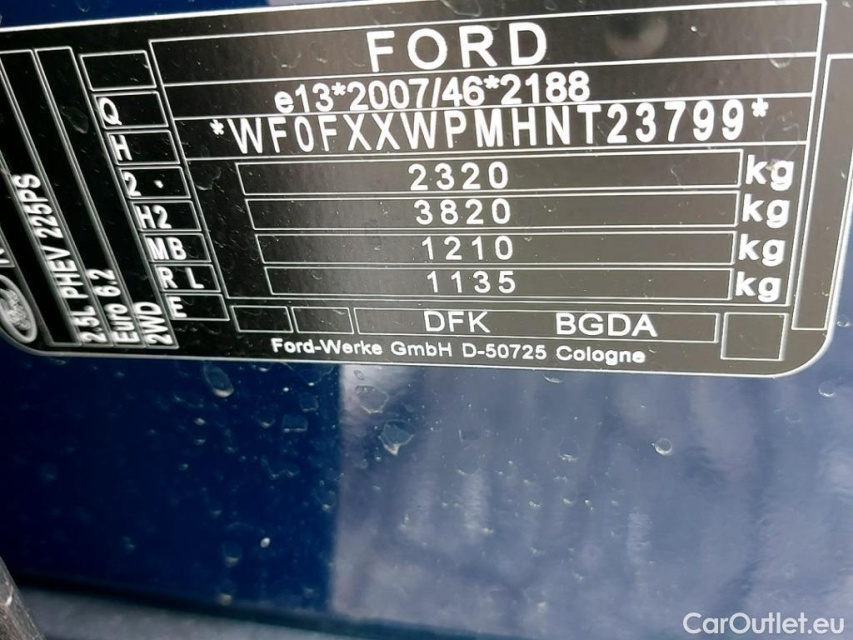 FORD
e13*2007/46*2188
*WF0FXXWPMHNT23799*
2320 kg
3820 kg
1210 kg
1135 kg
DFK BGDA
Ford-Werke GmbH D-50725 Cologne
Q
H
2.
H2
MB
R L
E
2.5L PHEV 225PS
Euro 6.2
2WD
CarOutlet.eu